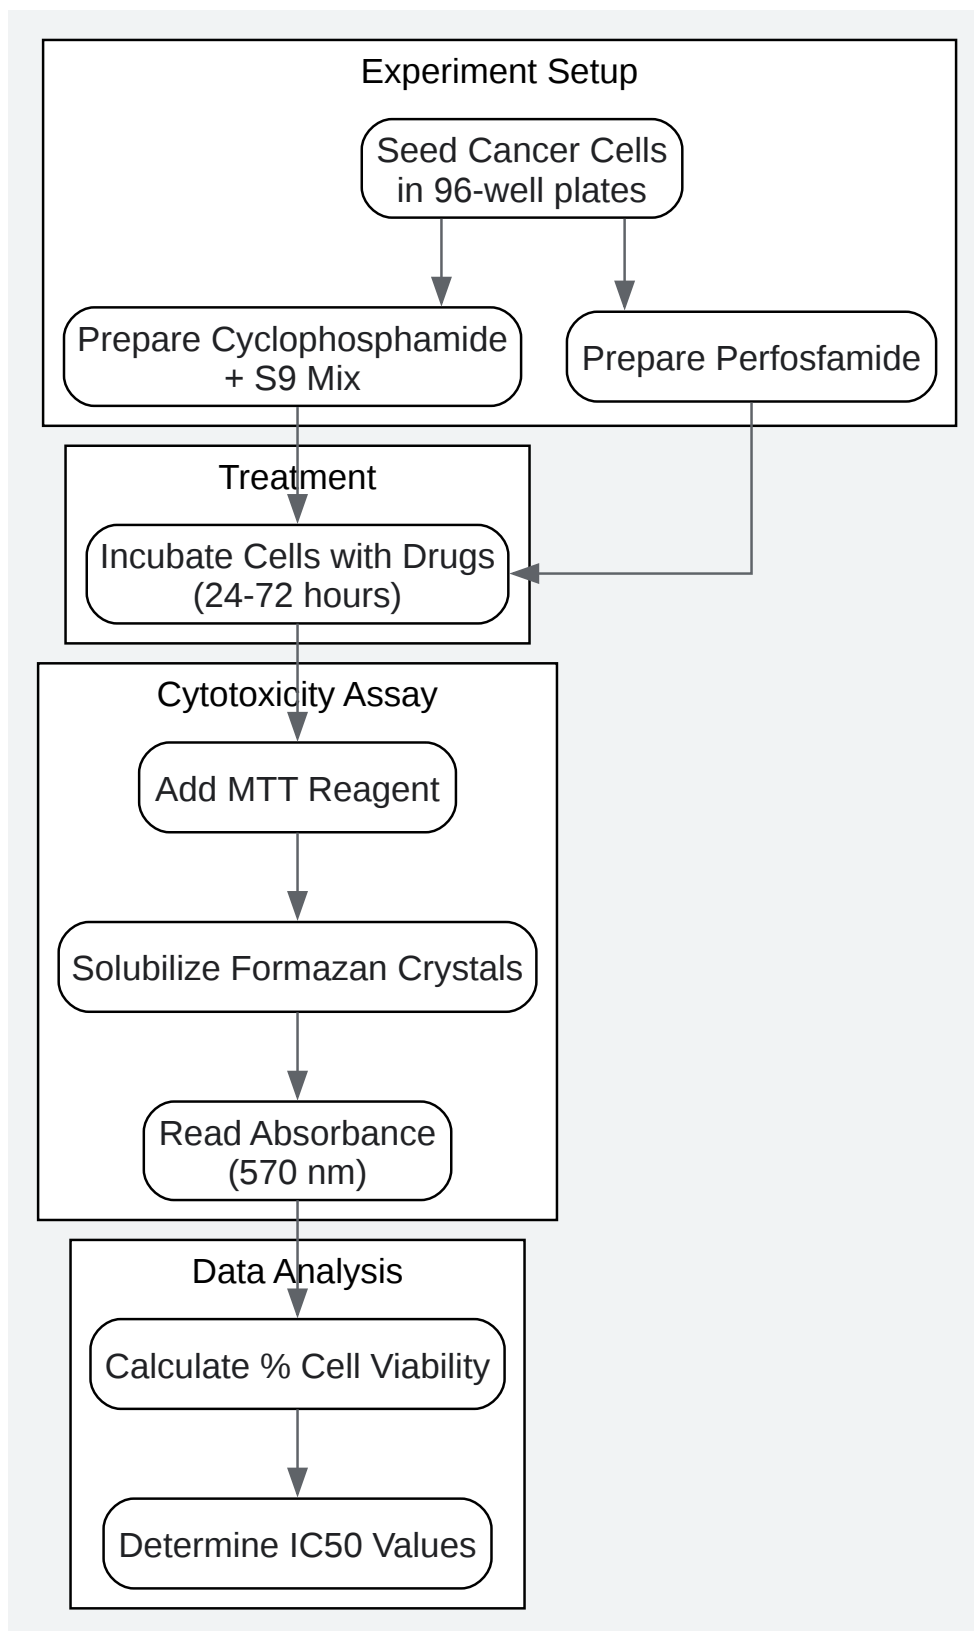 Experiment Setup
Seed Cancer Cells
in 96-well plates
Prepare Cyclophosphamide
+ S9 Mix
Prepare Perfosfamide
Treatment
Incubate Cells with Drugs
(24-72 hours)
Cytotoxicity Assay
Add MTT Reagent
Solubilize Formazan Crystals
Read Absorbance
(570 nm)
Data Analysis
Calculate % Cell Viability
Determine IC50 Values